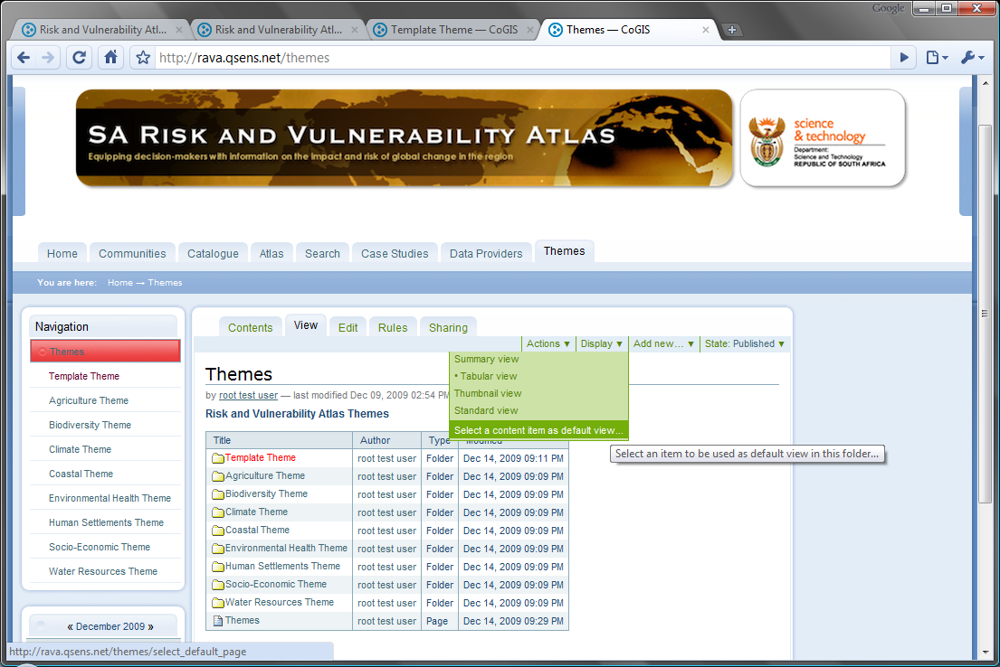 Google
Risk and Vulnerability Atl...
Risk and Vulnerability Atl...
Template Theme — CoGIS
Themes — CoGIS
http://rava.qsens.net/themes
SA Risk and Vulnerability Atlas
Equipping decision-makers with information on the impact and risk of global change in the region
science
& technology
Department:
Science and Technology
REPUBLIC OF SOUTH AFRICA
Home Communities Catalogue Atlas Search Case Studies Data Providers Themes
You are here: Home → Themes
Navigation
Themes
Template Theme
Agriculture Theme
Biodiversity Theme
Climate Theme
Coastal Theme
Environmental Health Theme
Human Settlements Theme
Socio-Economic Theme
Water Resources Theme
« December 2009 »
Contents View Edit Rules Sharing
Actions ▼ Display ▼ Add new… ▼ State: Published ▼
Summary view
• Tabular view
Thumbnail view
Standard view
Select a content item as default view...
Select an item to be used as default view in this folder...
Themes
by root test user — last modified Dec 09, 2009 02:54 PM
Risk and Vulnerability Atlas Themes
Title Author Type Modified
Template Theme root test user Folder Dec 14, 2009 09:11 PM
Agriculture Theme root test user Folder Dec 14, 2009 09:09 PM
Biodiversity Theme root test user Folder Dec 14, 2009 09:09 PM
Climate Theme root test user Folder Dec 14, 2009 09:09 PM
Coastal Theme root test user Folder Dec 14, 2009 09:09 PM
Environmental Health Theme root test user Folder Dec 14, 2009 09:09 PM
Human Settlements Theme root test user Folder Dec 14, 2009 09:09 PM
Socio-Economic Theme root test user Folder Dec 14, 2009 09:09 PM
Water Resources Theme root test user Folder Dec 14, 2009 09:09 PM
Themes root test user Page Dec 14, 2009 09:29 PM
http://rava.qsens.net/themes/select_default_page